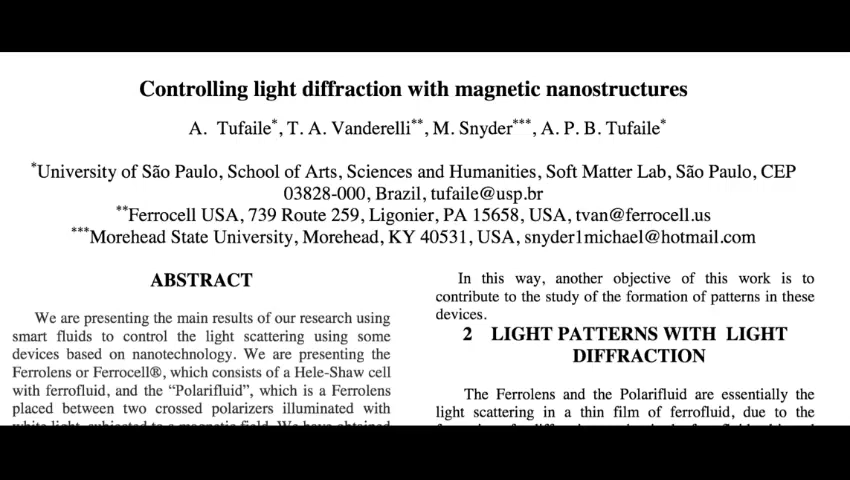 Controlling light diffraction with magnetic nanostructures
A. Tufaile*, T. A. Vanderelli**, M. Snyder***, A. P. B. Tufaile*
*University of São Paulo, School of Arts, Sciences and Humanities, Soft Matter Lab, São Paulo, CEP
03828-000, Brazil, tufaile@usp.br
**Ferrocell USA, 739 Route 259, Ligonier, PA 15658, USA, tvan@ferrocell.us
***Morehead State University, Morehead, KY 40531, USA, snyder1michael@hotmail.com
ABSTRACT
We are presenting the main results of our research using
smart fluids to control the light scattering using some
devices based on nanotechnology. We are presenting the
Ferrolens or Ferrocell®, which consists of a Hele-Shaw cell
with ferrofluid, and the “Polarifluid”, which is a Ferrolens
placed between two crossed polarizers illuminated with
In this way, another objective of this work is to
contribute to the study of the formation of patterns in these
devices.
2 LIGHT PATTERNS WITH LIGHT
DIFFRACTION
The Ferrolens and the Polarifluid are essentially the
light scattering in a thin film of ferrofluid, due to the